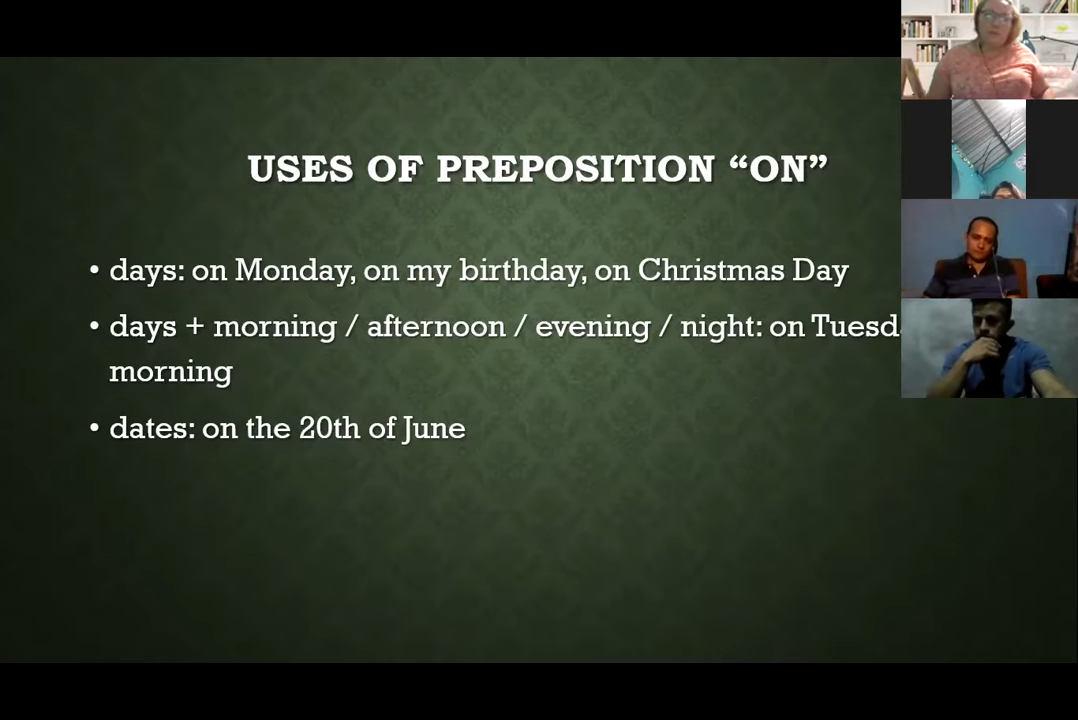 USES OF PREPOSITION “ON”
• days: on Monday, on my birthday, on Christmas Day
• days + morning / afternoon / evening / night: on
morning
• dates: on the 20th of June